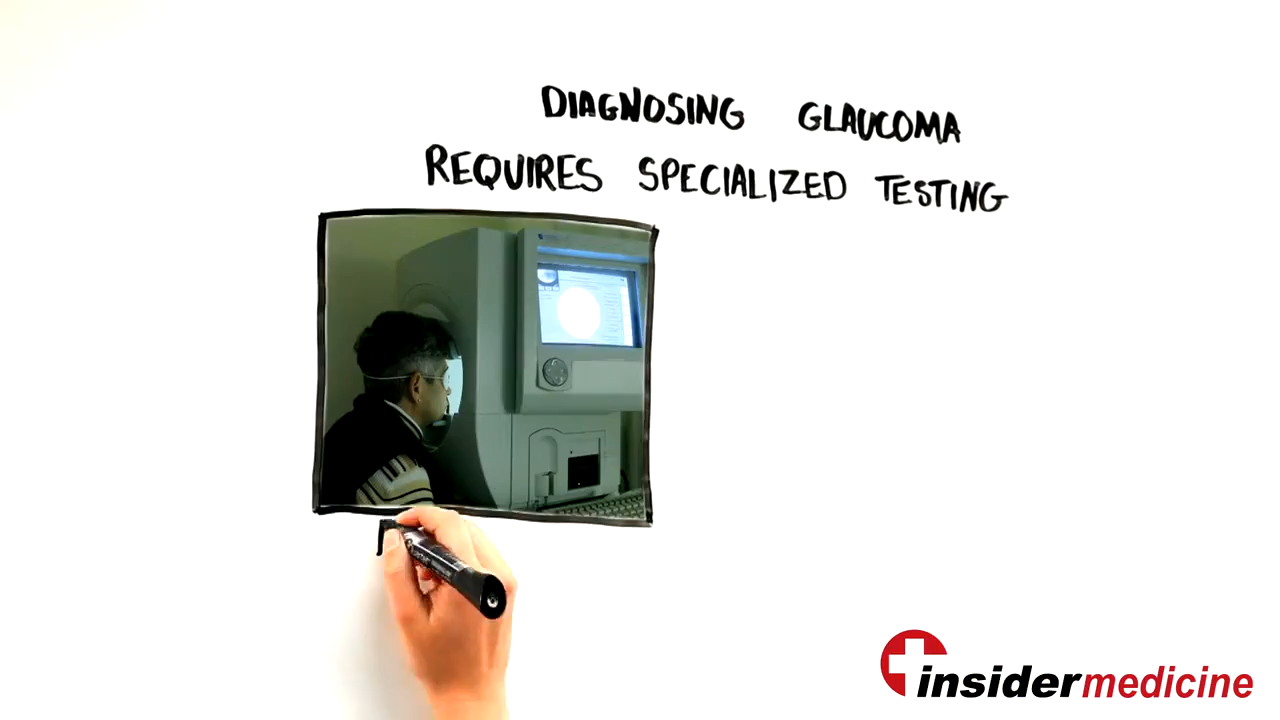 DIAGNOSING GLAUCOMA
REQUIRES SPECIALIZED TESTING
insidermedicine